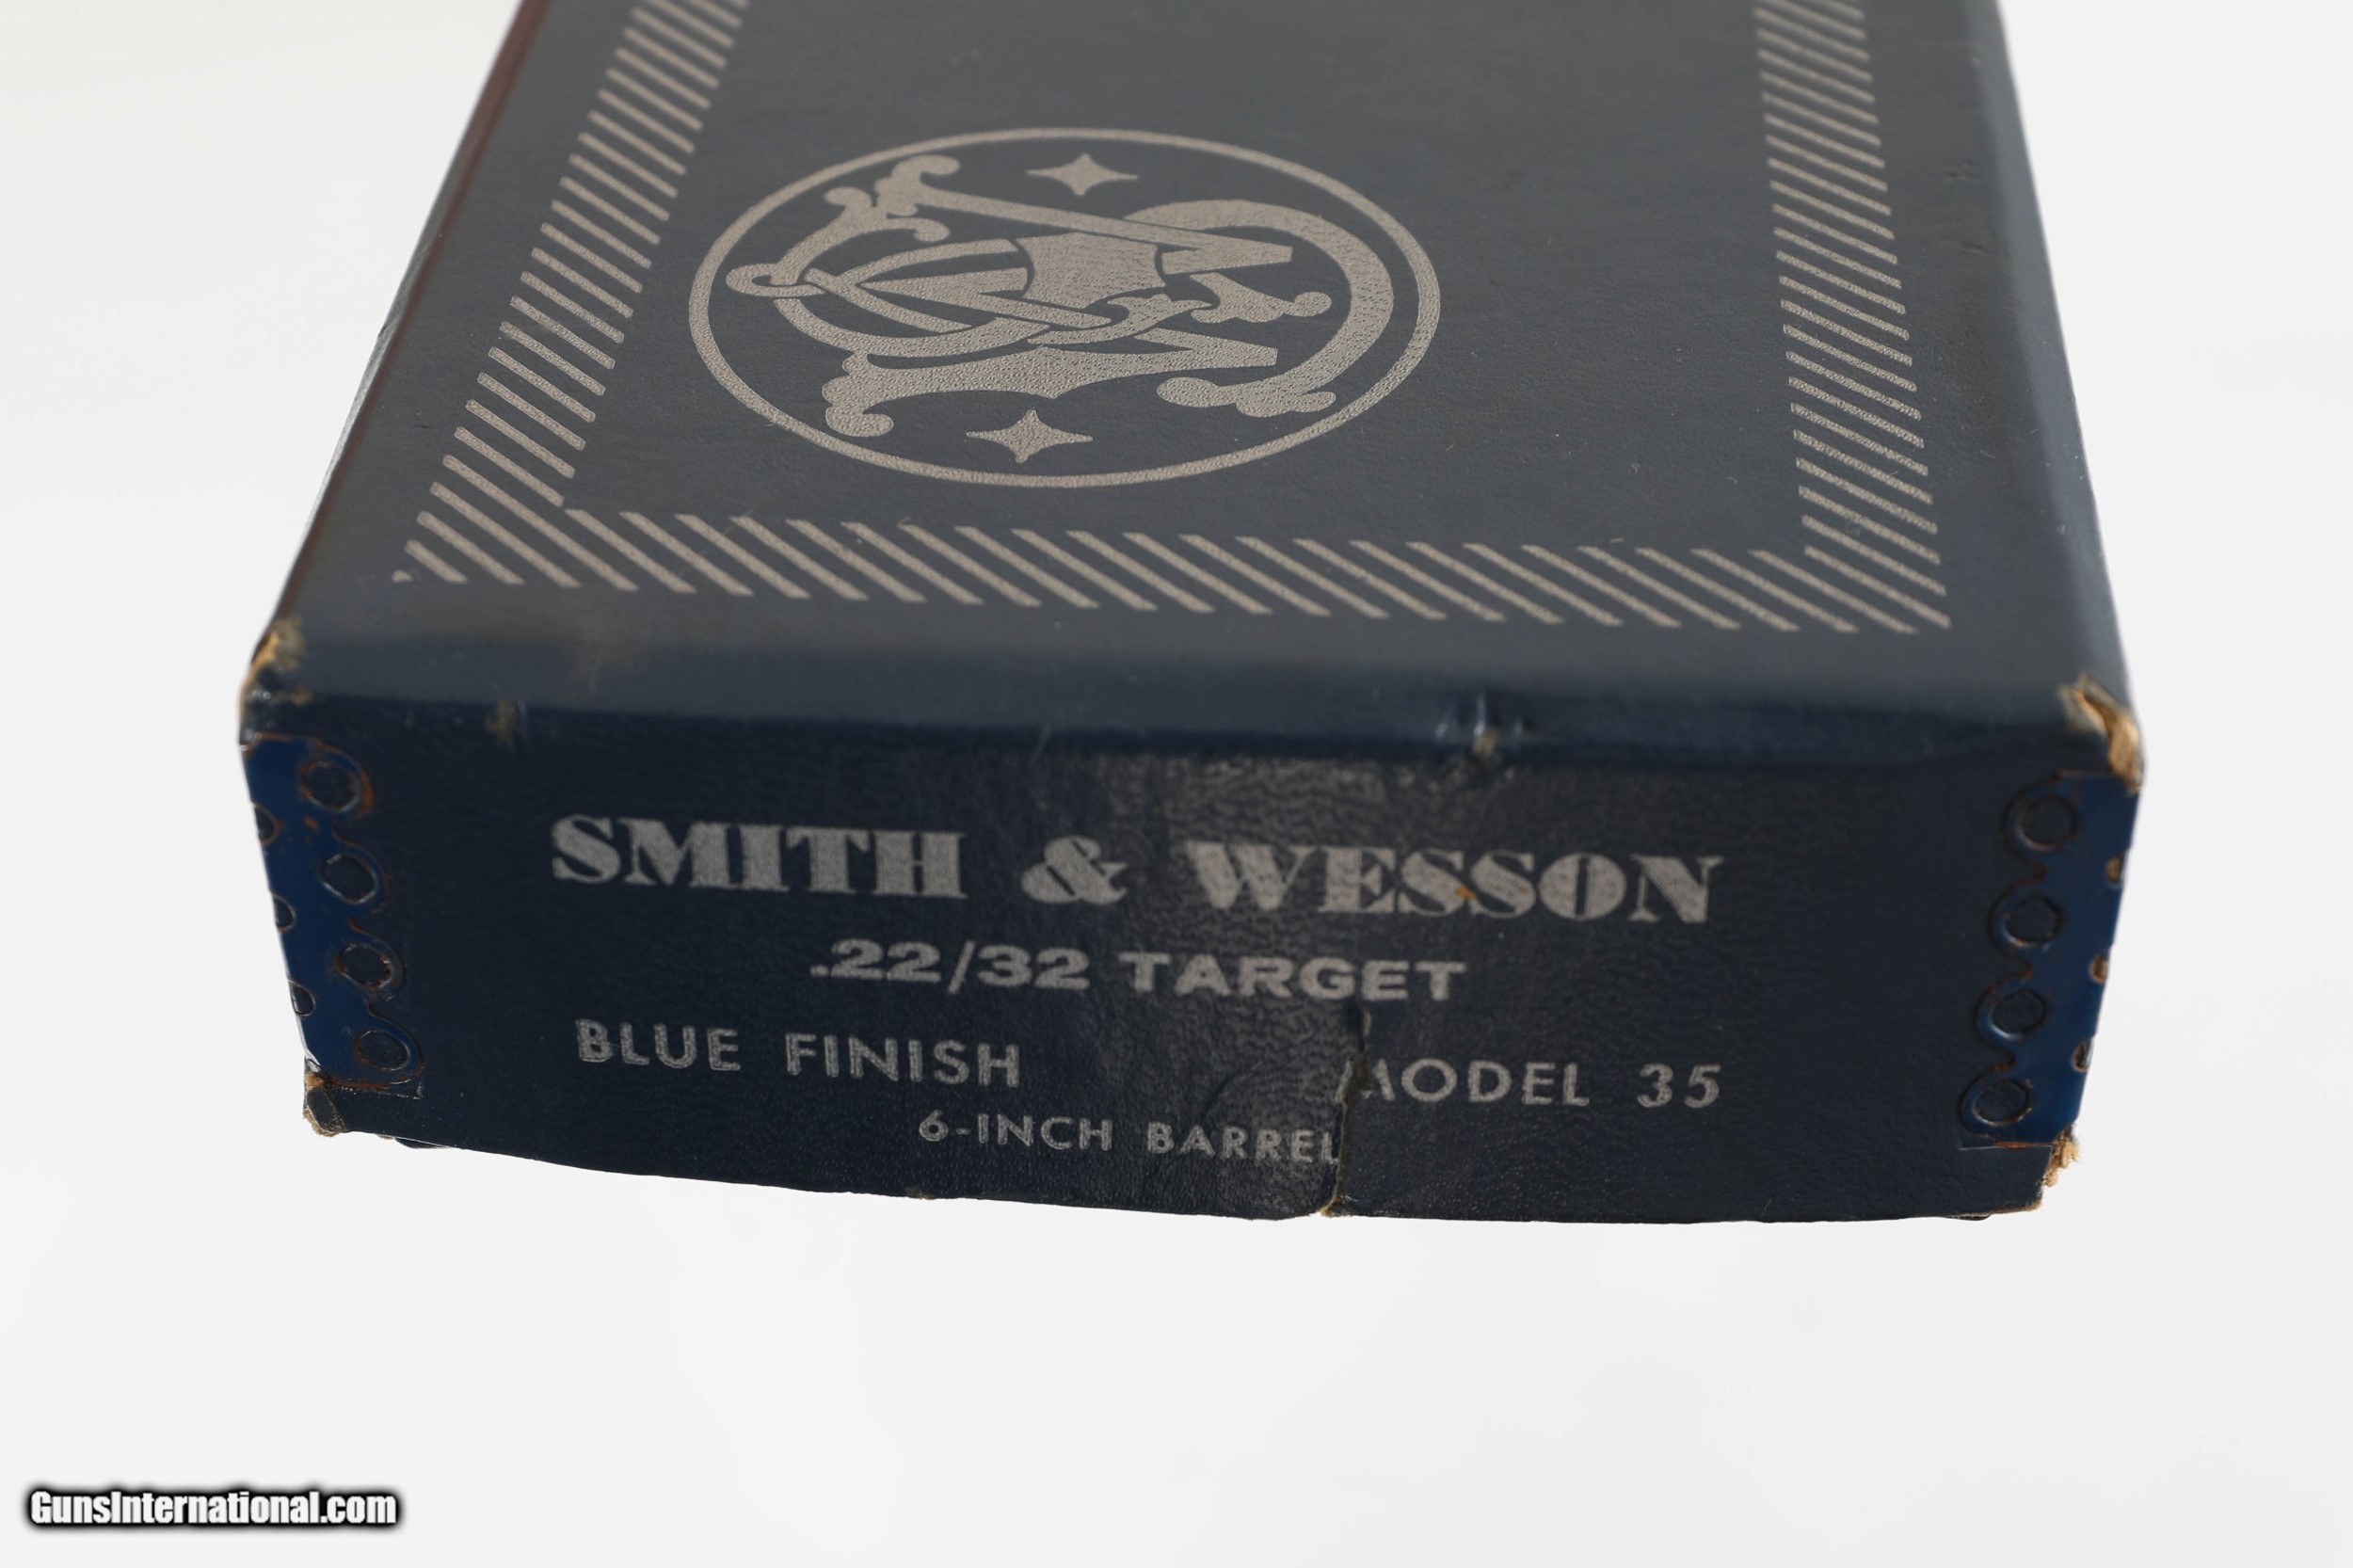 SMITH & WESSON
.22/32 TARGET
BLUE FINISH MODEL 35
6-INCH BARREL
GunsInternational.com